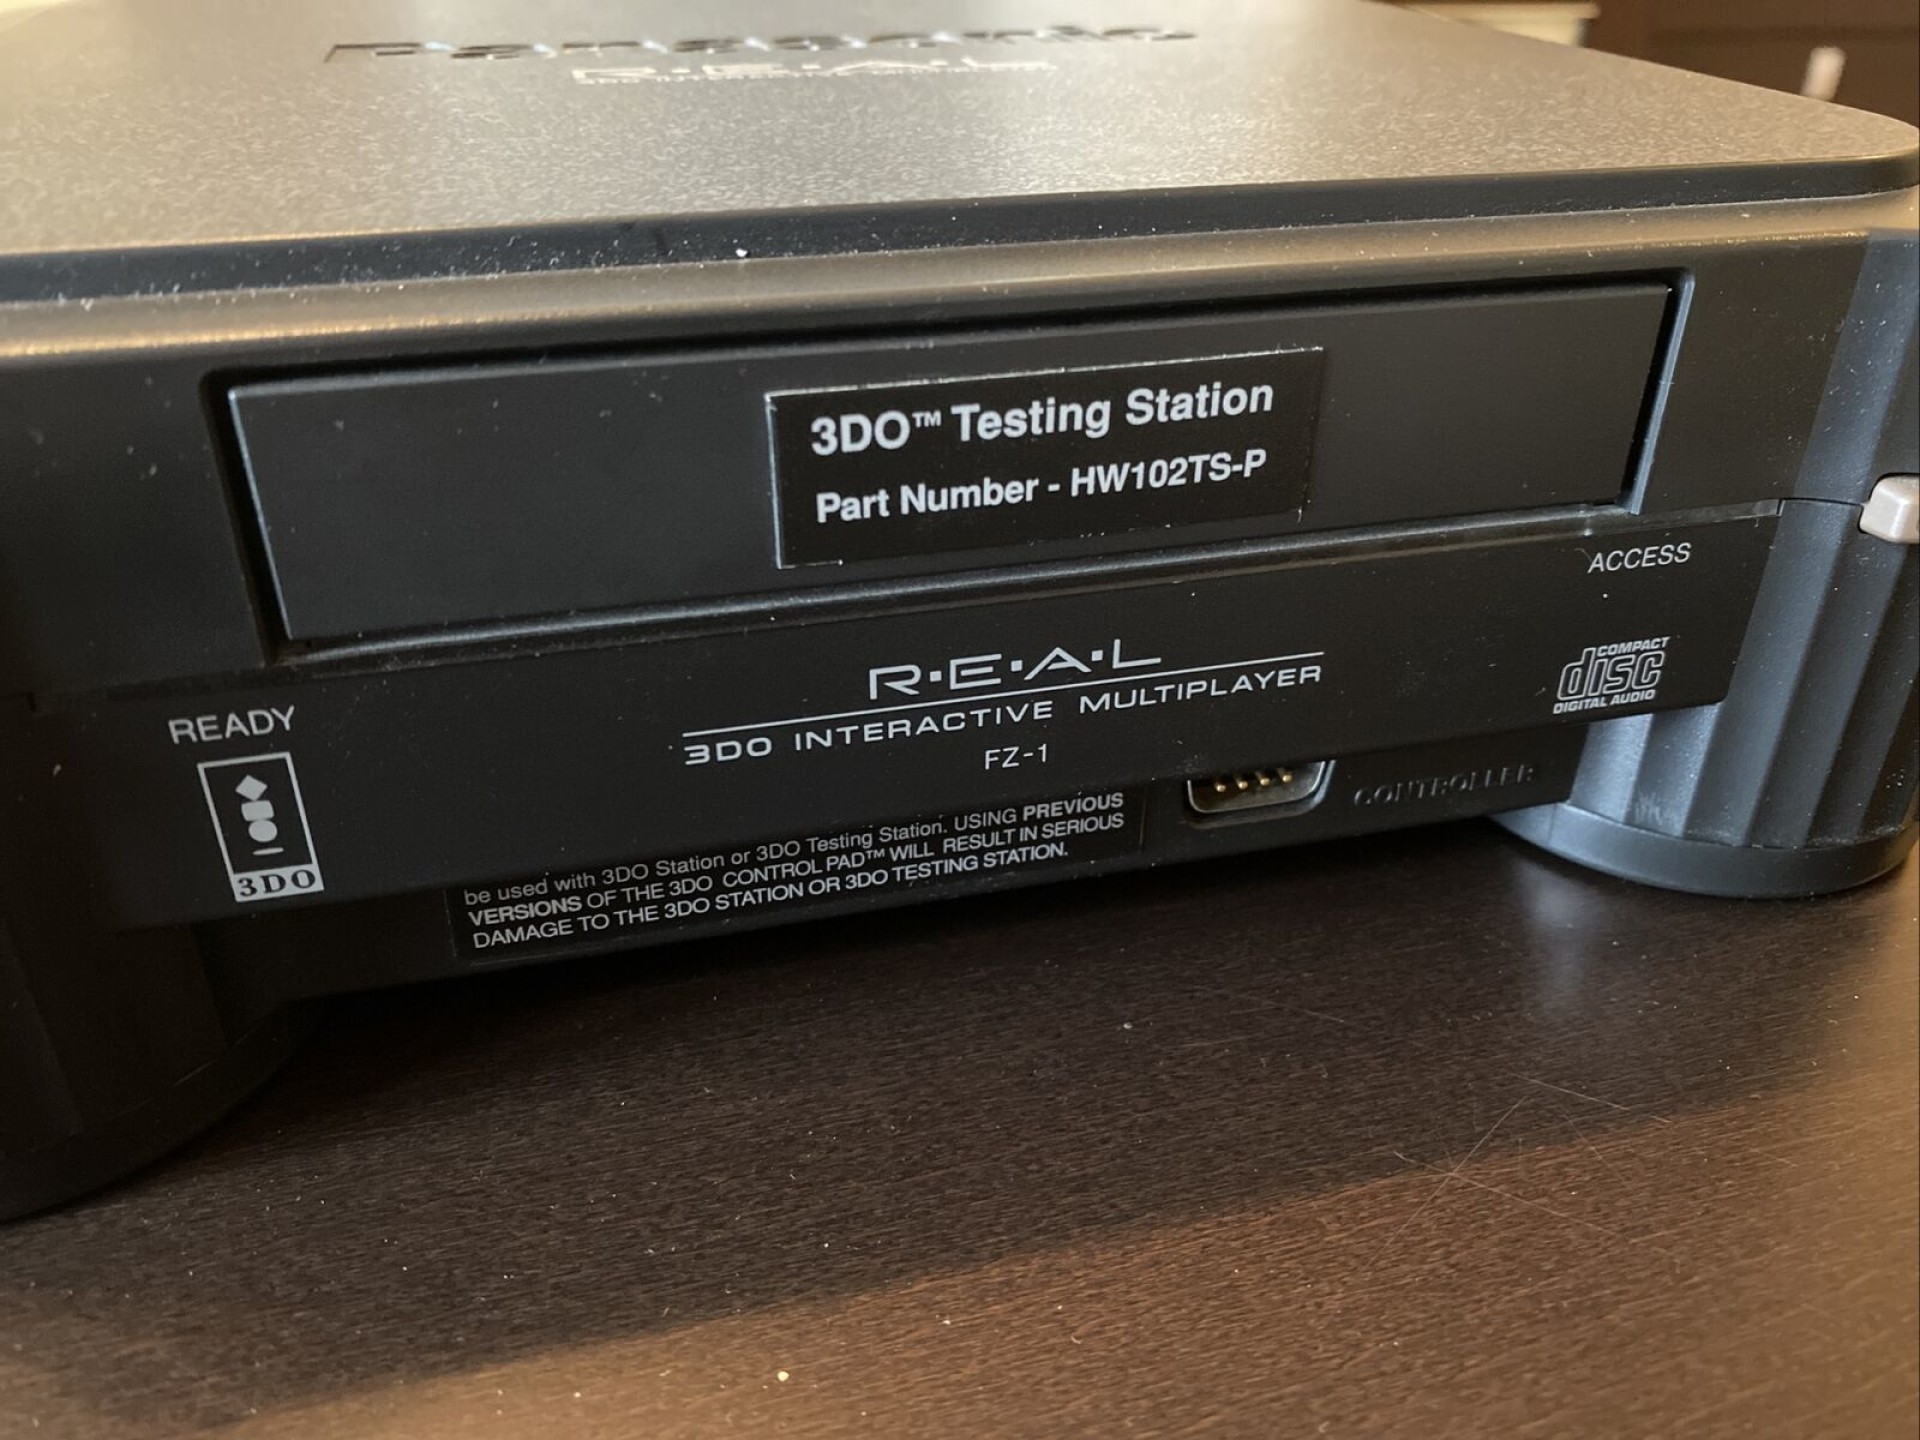 Panasonic
R·E·A·L
3DO™ Testing Station
Part Number - HW102TS-P
ACCESS
R·E·A·L
3DO INTERACTIVE MULTIPLAYER
FZ-1
COMPACT
disc
DIGITAL AUDIO
READY
3DO
CONTROLLER
be used with 3DO Station or 3DO Testing Station. USING PREVIOUS
VERSIONS OF THE 3DO CONTROL PAD™ WILL RESULT IN SERIOUS
DAMAGE TO THE 3DO STATION OR 3DO TESTING STATION.